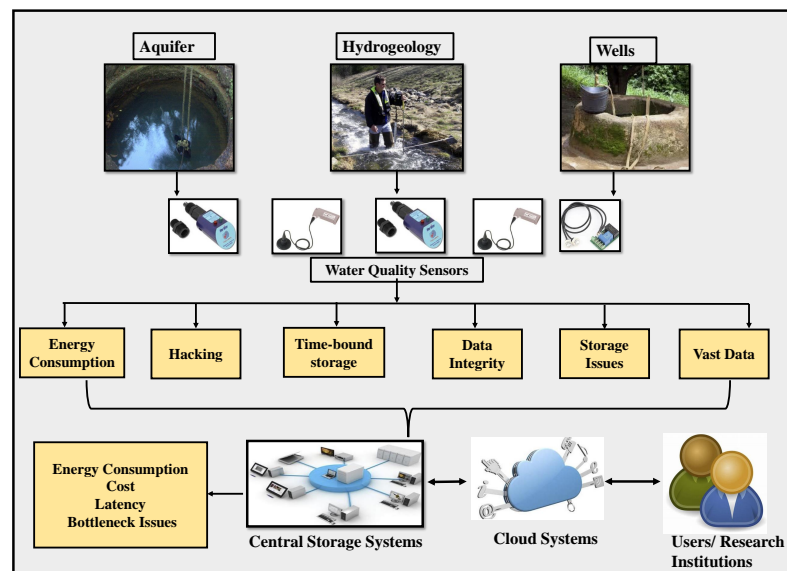 Aquifer
Hydrogeology
Wells
Water Quality Sensors
Energy
Consumption
Hacking
Time-bound
storage
Data
Integrity
Storage
Issues
Vast Data
Energy Consumption
Cost
Latency
Bottleneck Issues
Central Storage Systems
Cloud Systems
Users/ Research
Institutions